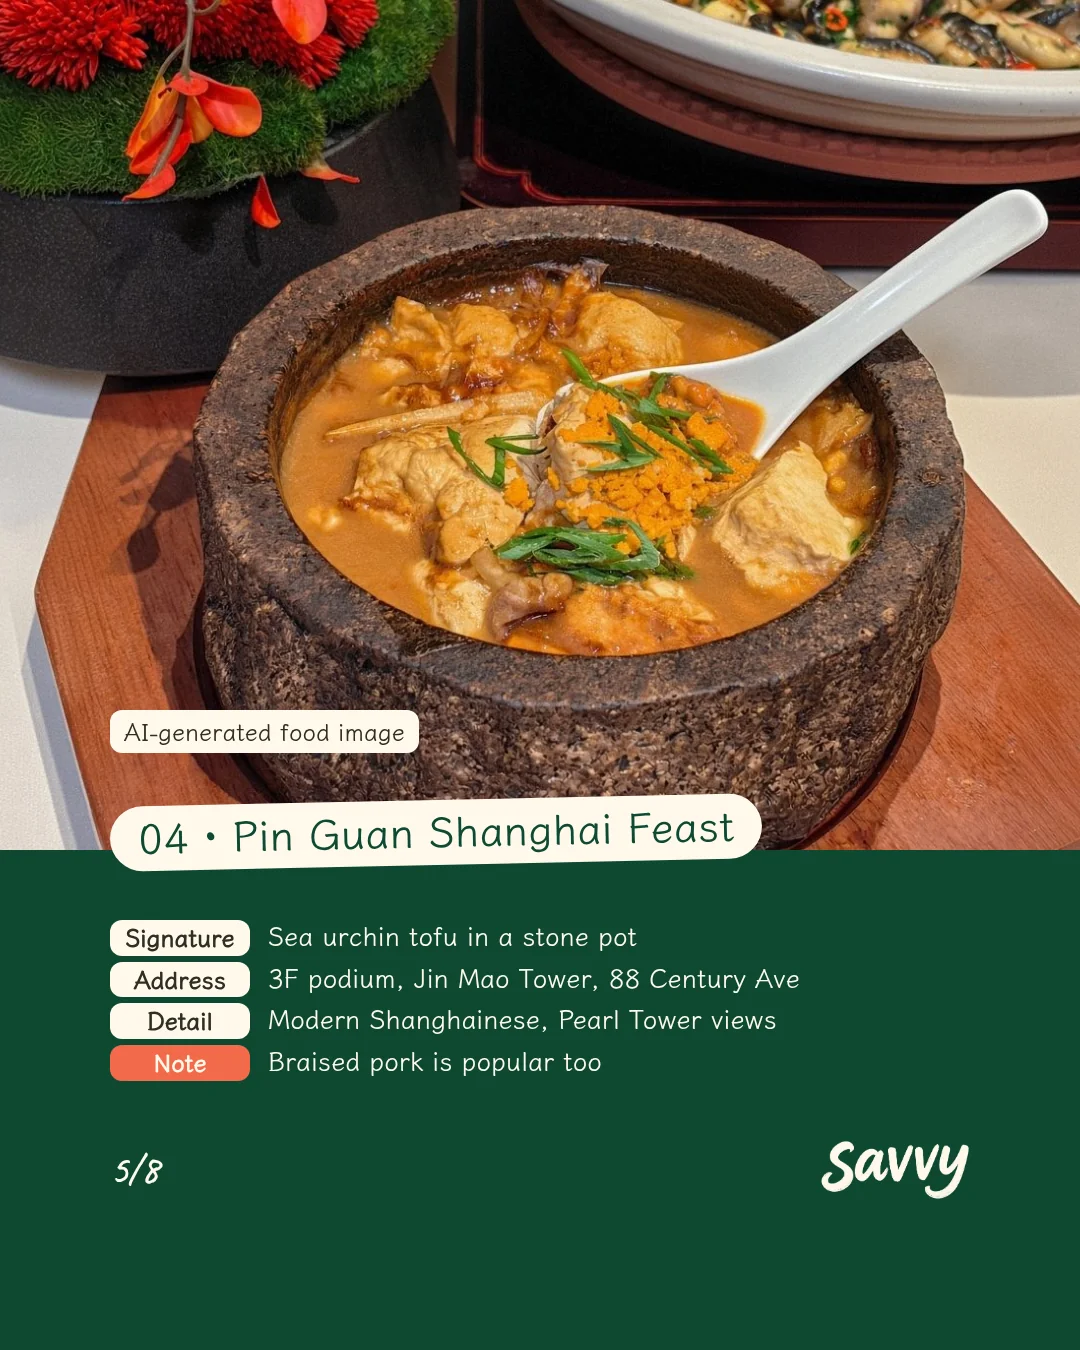 AI-generated food image
04 • Pin Guan Shanghai Feast
Signature Sea urchin tofu in a stone pot
Address 3F podium, Jin Mao Tower, 88 Century Ave
Detail Modern Shanghainese, Pearl Tower views
Note Braised pork is popular too
5/8
Savvy